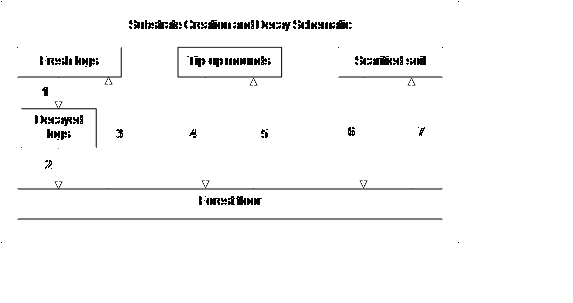 Substrate Creation and Decay Schematic
Fresh logs
Tip-up mounds
Scarified soil
1
Decayed
logs
3
4
5
6
7
2
Forest floor